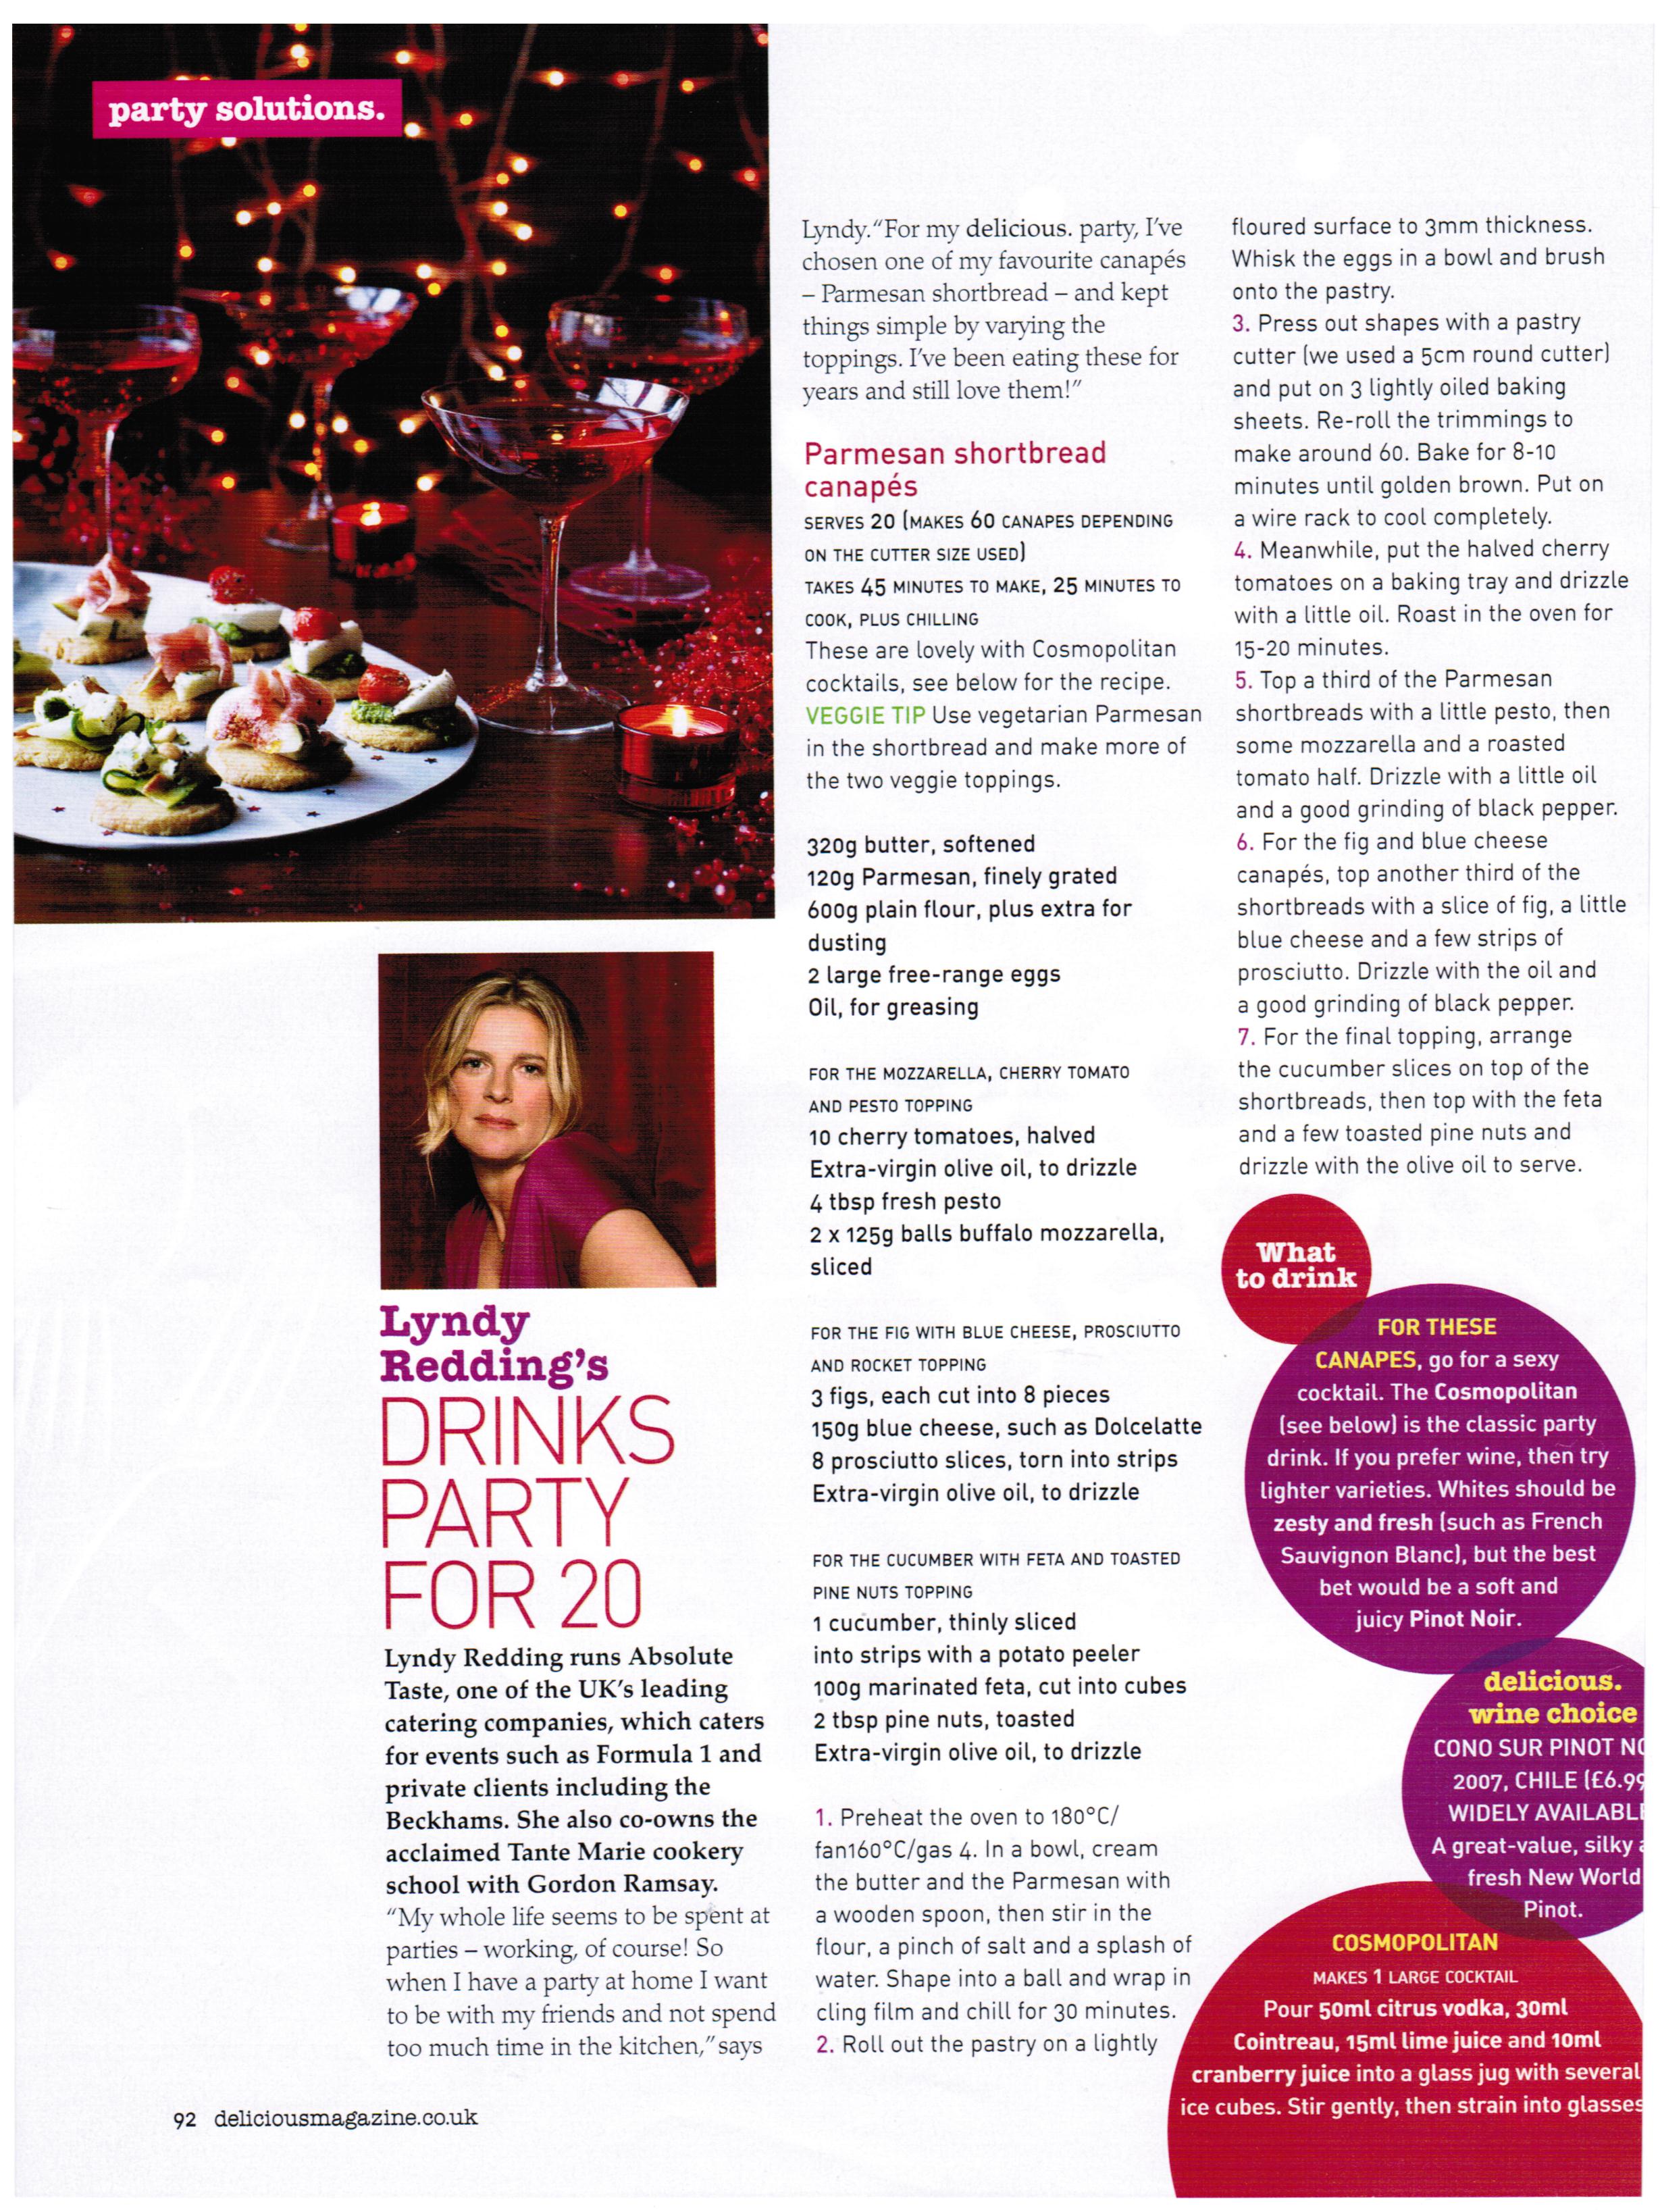 party solutions.
Lyndy
Redding's
DRINKS
PARTY
FOR 20
Lyndy Redding runs Absolute
Taste, one of the UK's leading
catering companies, which caters
for events such as Formula 1 and
private clients including the
Beckhams. She also co-owns the
acclaimed Tante Marie cookery
school with Gordon Ramsay.
"My whole life seems to be spent at
parties – working, of course! So
when I have a party at home I want
to be with my friends and not spend
too much time in the kitchen," says
Lyndy. "For my delicious. party, I've
chosen one of my favourite canapés
– Parmesan shortbread – and kept
things simple by varying the
toppings. I've been eating these for
years and still love them!"
Parmesan shortbread
canapés
SERVES 20 (MAKES 60 CANAPES DEPENDING
ON THE CUTTER SIZE USED)
TAKES 45 MINUTES TO MAKE, 25 MINUTES TO
COOK, PLUS CHILLING
These are lovely with Cosmopolitan
cocktails, see below for the recipe.
VEGGIE TIP Use vegetarian Parmesan
in the shortbread and make more of
the two veggie toppings.
320g butter, softened
120g Parmesan, finely grated
600g plain flour, plus extra for
dusting
2 large free-range eggs
Oil, for greasing
FOR THE MOZZARELLA, CHERRY TOMATO
AND PESTO TOPPING
10 cherry tomatoes, halved
Extra-virgin olive oil, to drizzle
4 tbsp fresh pesto
2 x 125g balls buffalo mozzarella,
sliced
FOR THE FIG WITH BLUE CHEESE, PROSCIUTTO
AND ROCKET TOPPING
3 figs, each cut into 8 pieces
150g blue cheese, such as Dolcelatte
8 prosciutto slices, torn into strips
Extra-virgin olive oil, to drizzle
FOR THE CUCUMBER WITH FETA AND TOASTED
PINE NUTS TOPPING
1 cucumber, thinly sliced
into strips with a potato peeler
100g marinated feta, cut into cubes
2 tbsp pine nuts, toasted
Extra-virgin olive oil, to drizzle
1. Preheat the oven to 180°C/
fan160°C/gas 4. In a bowl, cream
the butter and the Parmesan with
a wooden spoon, then stir in the
flour, a pinch of salt and a splash of
water. Shape into a ball and wrap in
cling film and chill for 30 minutes.
2. Roll out the pastry on a lightly
floured surface to 3mm thickness.
Whisk the eggs in a bowl and brush
onto the pastry.
3. Press out shapes with a pastry
cutter (we used a 5cm round cutter)
and put on 3 lightly oiled baking
sheets. Re-roll the trimmings to
make around 60. Bake for 8-10
minutes until golden brown. Put on
a wire rack to cool completely.
4. Meanwhile, put the halved cherry
tomatoes on a baking tray and drizzle
with a little oil. Roast in the oven for
15-20 minutes.
5. Top a third of the Parmesan
shortbreads with a little pesto, then
some mozzarella and a roasted
tomato half. Drizzle with a little oil
and a good grinding of black pepper.
6. For the fig and blue cheese
canapés, top another third of the
shortbreads with a slice of fig, a little
blue cheese and a few strips of
prosciutto. Drizzle with the oil and
a good grinding of black pepper.
7. For the final topping, arrange
the cucumber slices on top of the
shortbreads, then top with the feta
and a few toasted pine nuts and
drizzle with the olive oil to serve.
What
to drink
FOR THESE
CANAPES, go for a sexy
cocktail. The Cosmopolitan
(see below) is the classic party
drink. If you prefer wine, then try
lighter varieties. Whites should be
zesty and fresh (such as French
Sauvignon Blanc), but the best
bet would be a soft and
juicy Pinot Noir.
delicious.
wine choice
CONO SUR PINOT
2007, CHILE (£6.99
WIDELY
A great-value, silky
fresh New World
Pinot.
COSMOPOLITAN
MAKES 1 LARGE COCKTAIL
Pour 50ml citrus vodka, 30ml
Cointreau, 15ml lime juice and 10ml
cranberry juice into a glass jug with several
ice cubes. Stir gently, then strain into glasses
92 deliciousmagazine.co.uk